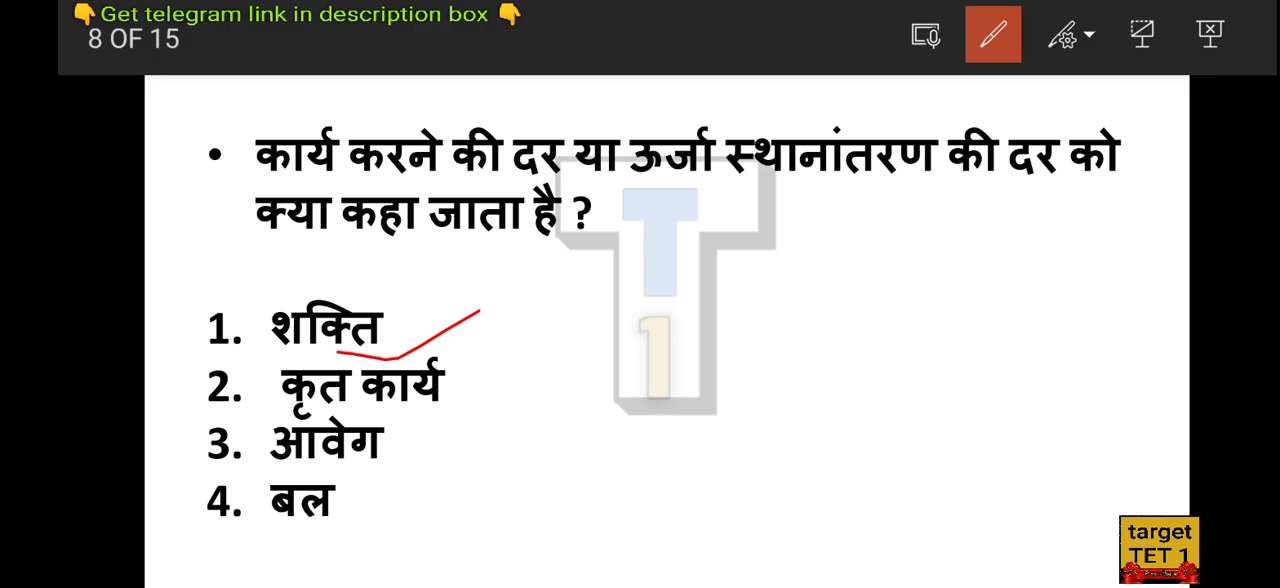 👇Get telegram link in description box 👇
8 OF 15
• कार्य करने की दर या ऊर्जा स्थानांतरण की दर को
क्या कहा जाता है ?
1. शक्ति
2. कृत कार्य
3. आवेग
4. बल
T
1
target
TET 1